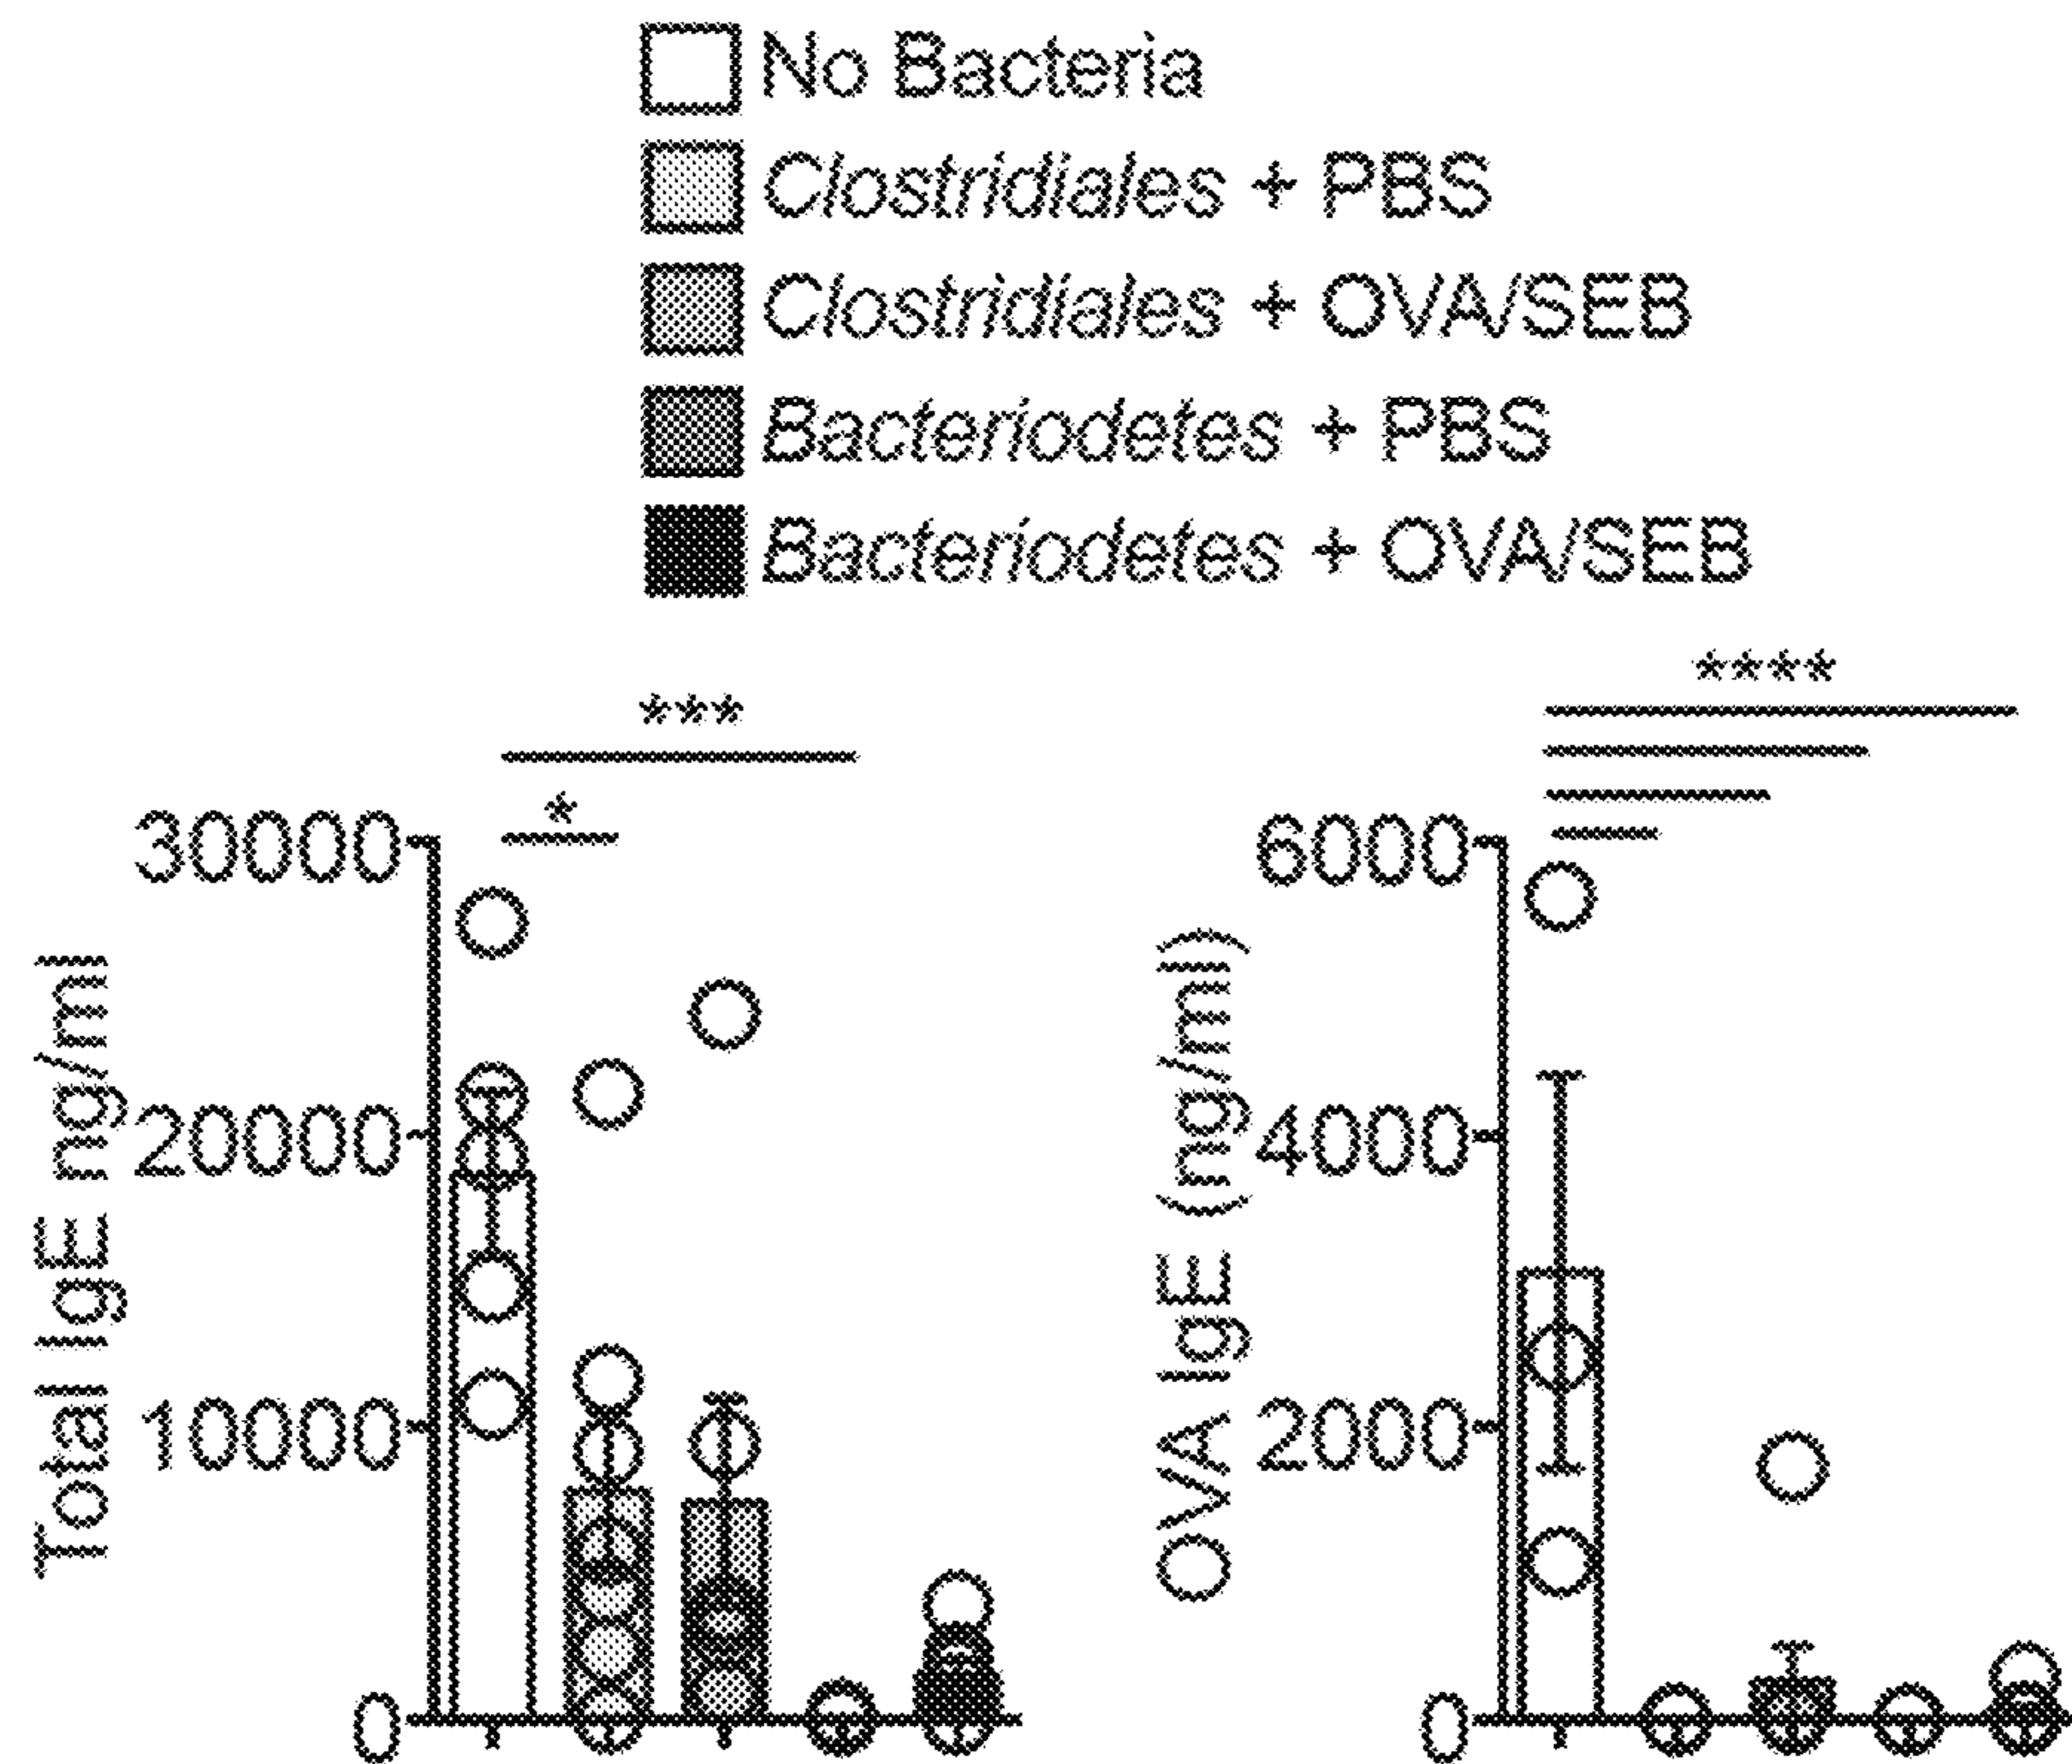 No Bacteria
Clostridiales + PBS
Clostridiales + OVA/SEB
Bacteriodetes + PBS
Bacteriodetes + OVA/SEB
***
*
Total IgE ng/ml
30000
20000
10000
0
****
OVA IgE (ng/ml)
6000
4000
2000
0